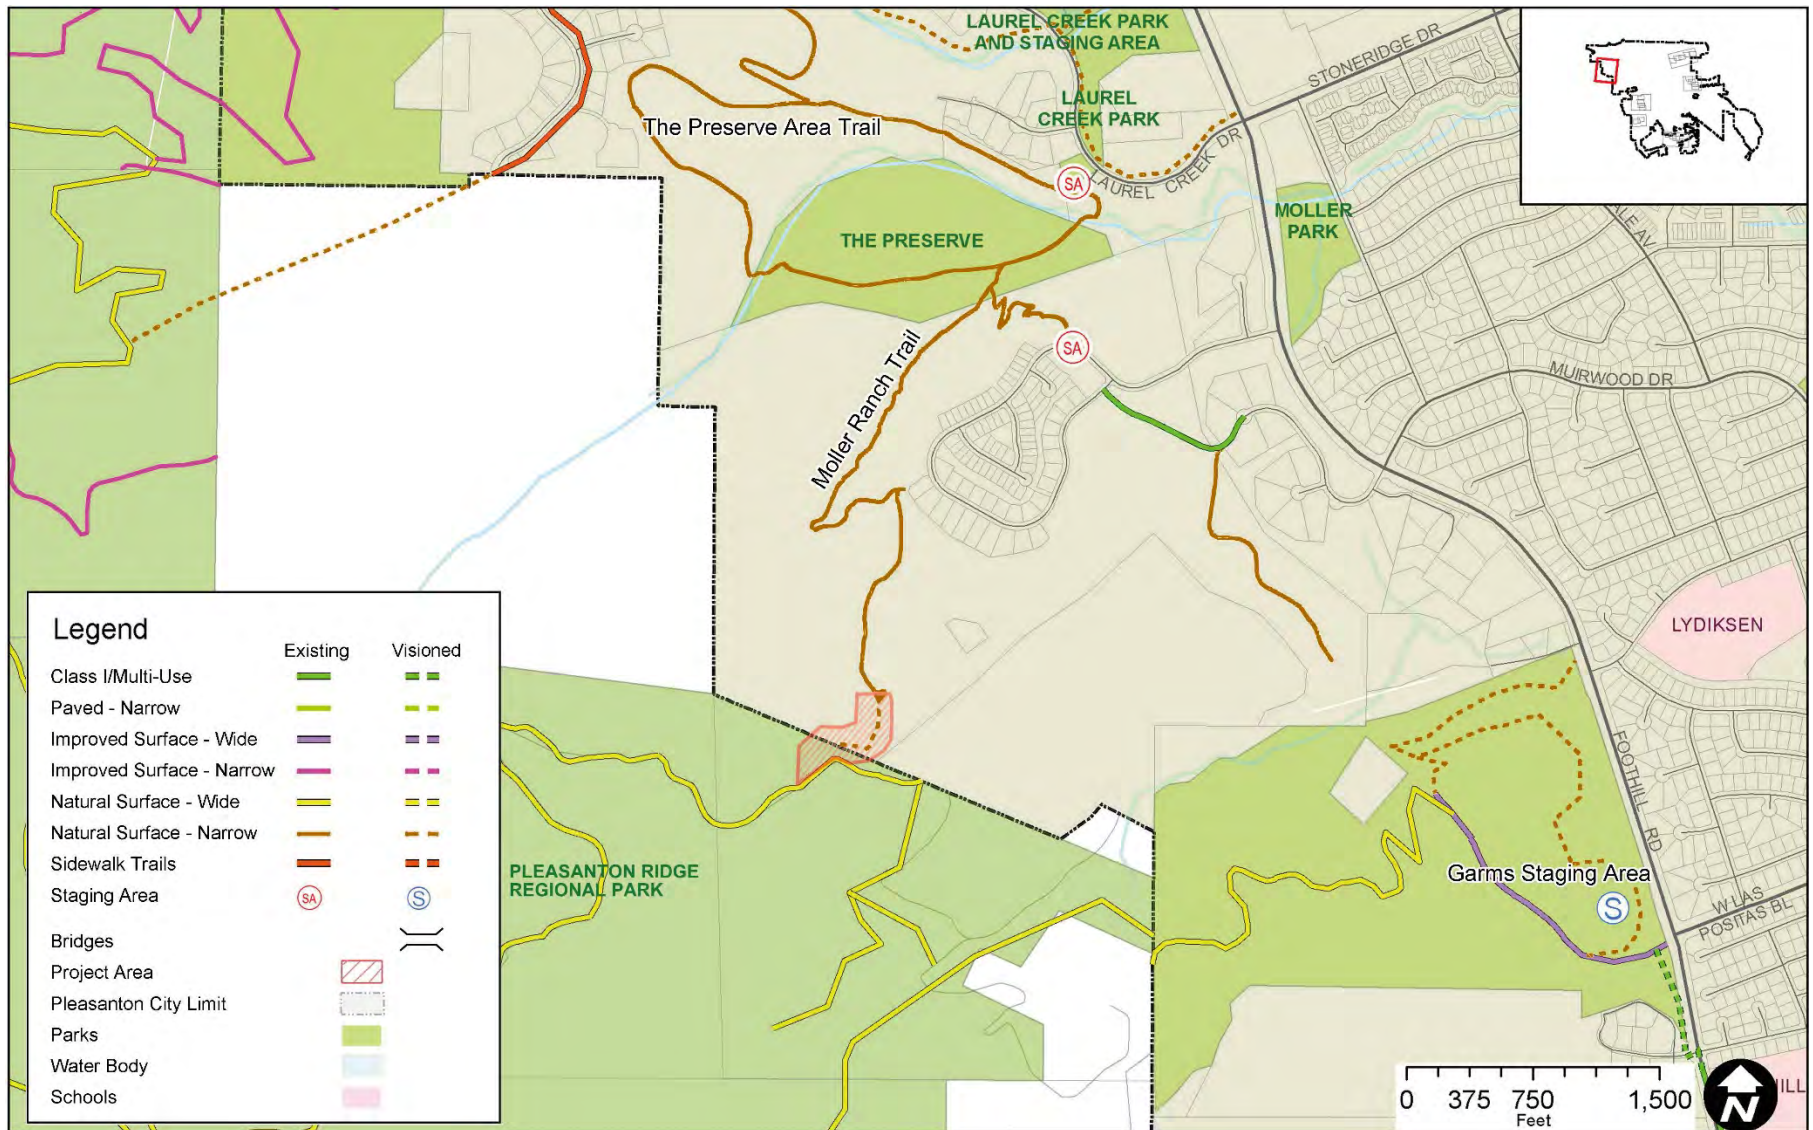 LAUREL CREEK PARK
AND STAGING AREA
STONERIDGE DR
LAUREL
CREEK PARK
The Preserve Area Trail
SA
LAUREL CREEK DR
MOLLER
PARK
THE PRESERVE
SA
Moller Ranch Trail
MUIRWOOD DR
LYDIKSEN
FOOTHILL RD
Garms Staging Area
S
W LAS
POSITAS BL
PLEASANTON RIDGE
REGIONAL PARK
Legend
Existing
Visioned
Class I/Multi-Use
Paved - Narrow
Improved Surface - Wide
Improved Surface - Narrow
Natural Surface - Wide
Natural Surface - Narrow
Sidewalk Trails
Staging Area
SA
S
Bridges
Project Area
Pleasanton City Limit
Parks
Water Body
Schools
0 375 750 1,500
Feet
N